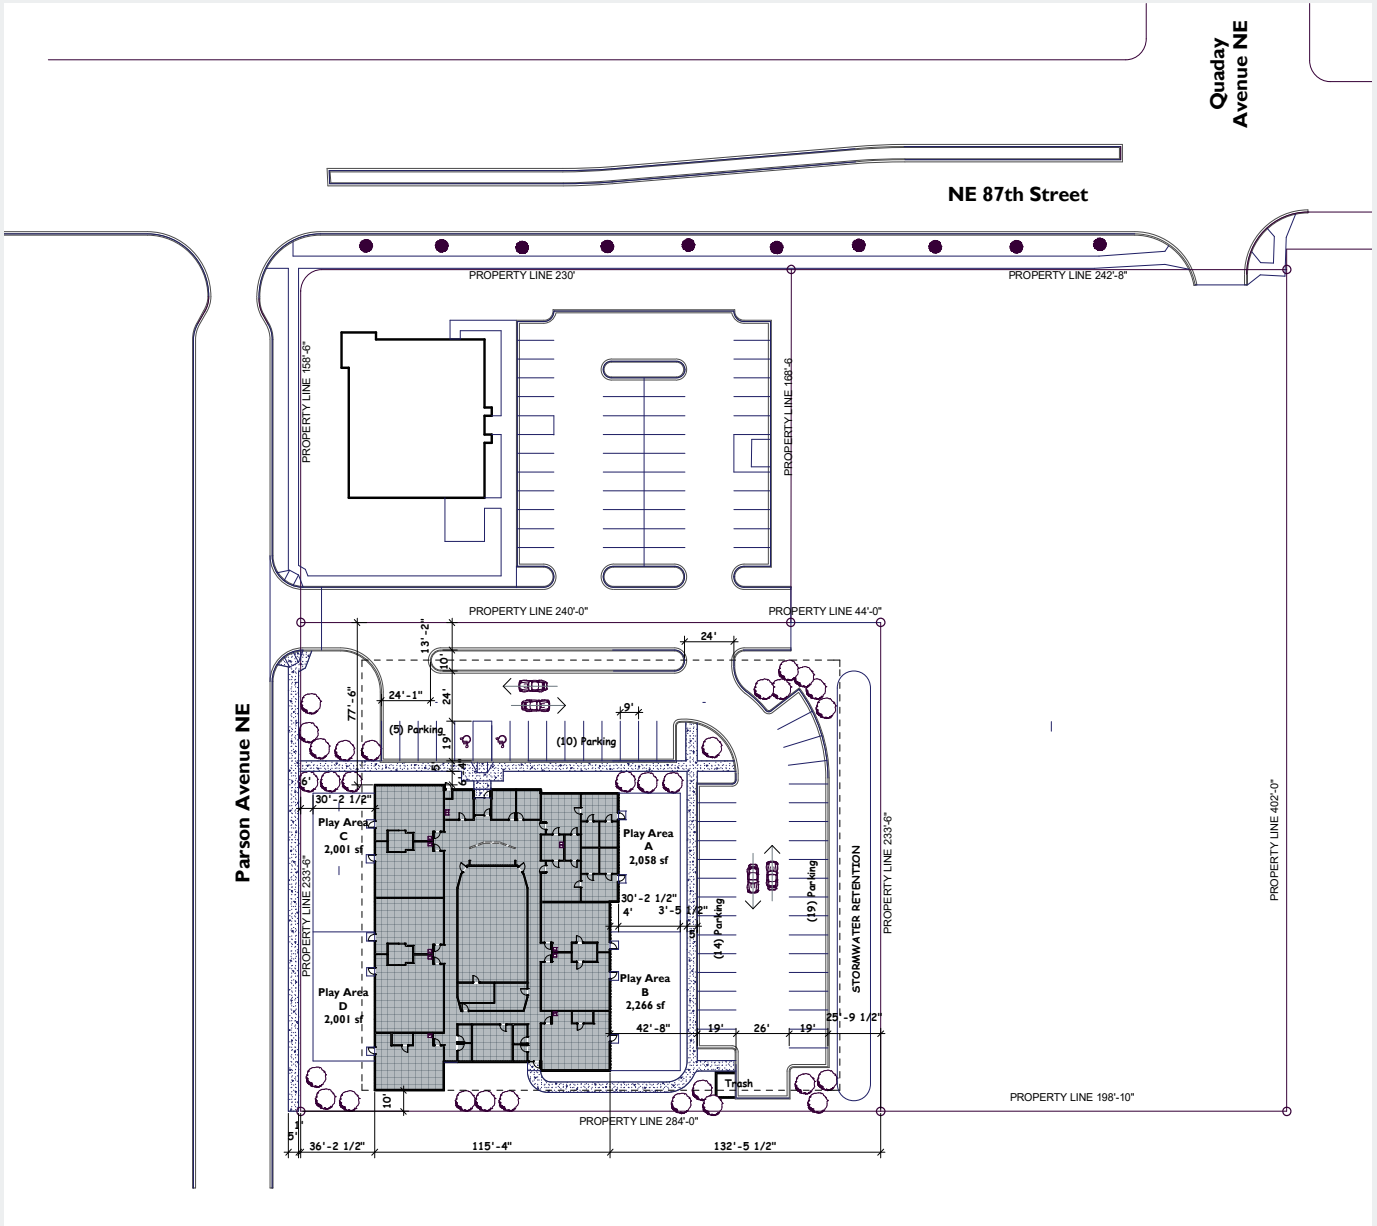 Quaday
Avenue NE
NE 87th Street
PROPERTY LINE 230'
PROPERTY LINE 242'-8"
PROPERTY LINE 158'-6"
PROPERTY LINE 168'-6
PROPERTY LINE 240'-0"
PROPERTY LINE 44'-0"
13'-2"
24'
10'
77'-6"
24'-1"
24'
9'
(5) Parking
19'
(10) Parking
Parson Avenue NE
5'
6'-4"
6'
30'-2 1/2"
Play Area
C
2,001 sf
Play Area
A
2,058 sf
PROPERTY LINE 233'-6"
30'-2 1/2"
4'
3'-5 1/2"
5'
(14) Parking
(19) Parking
STORMWATER RETENTION
PROPERTY LINE 233'-6"
PROPERTY LINE 402'-0"
Play Area
D
2,001 sf
Play Area
B
2,266 sf
42'-8"
19'
26'
19'
25'-9 1/2"
Trash
10'
PROPERTY LINE 198'-10"
PROPERTY LINE 284'-0"
1'
5'
36'-2 1/2"
115'-4"
132'-5 1/2"